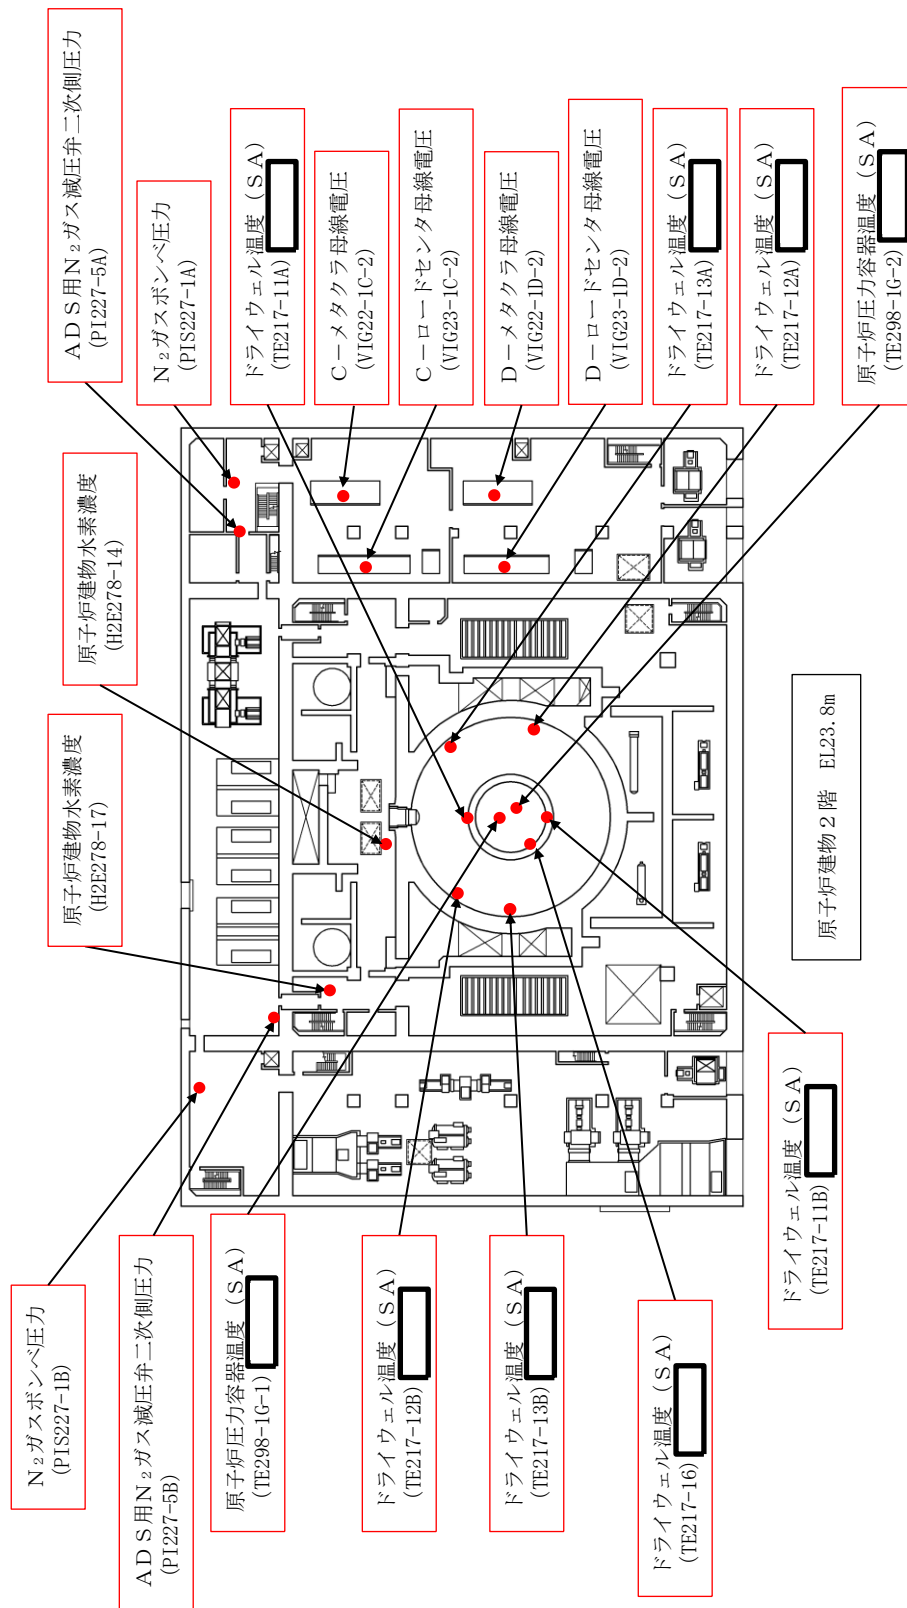 ADS用N₂ガス減圧弁二次側圧力
(PI227-5A)
N₂ガスボンベ圧力
(PIS227-1A)
ドライウェル温度（SA）
(TE217-11A)
C－メタクラ母線電圧
(VIG22-1C-2)
C－ロードセンタ母線電圧
(VIG23-1C-2)
D－メタクラ母線電圧
(VIG22-1D-2)
D－ロードセンタ母線電圧
(VIG23-1D-2)
ドライウェル温度（SA）
(TE217-13A)
ドライウェル温度（SA）
(TE217-12A)
原子炉圧力容器温度（SA）
(TE298-1G-2)
原子炉建物水素濃度
(H2E278-14)
原子炉建物水素濃度
(H2E278-17)
原子炉建物2階　EL23.8m
N₂ガスボンベ圧力
(PIS227-1B)
ADS用N₂ガス減圧弁二次側圧力
(PI227-5B)
原子炉圧力容器温度（SA）
(TE298-1G-1)
ドライウェル温度（SA）
(TE217-12B)
ドライウェル温度（SA）
(TE217-13B)
ドライウェル温度（SA）
(TE217-16)
ドライウェル温度（SA）
(TE217-11B)